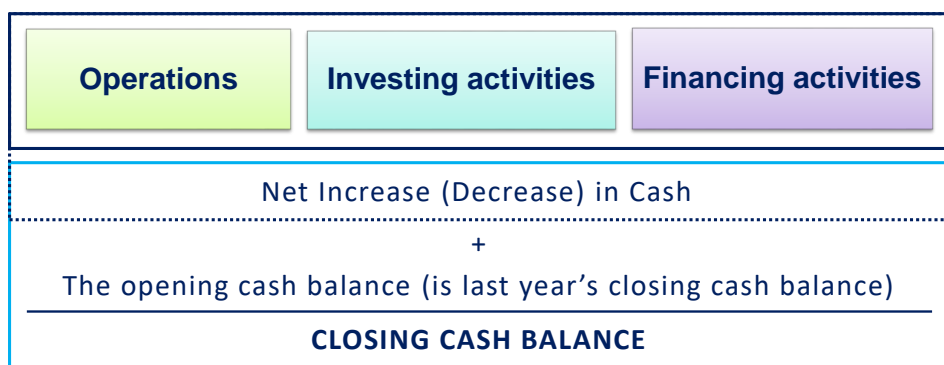 Operations
Investing activities
Financing activities
Net Increase (Decrease) in Cash
+
The opening cash balance (is last year’s closing cash balance)
CLOSING CASH BALANCE